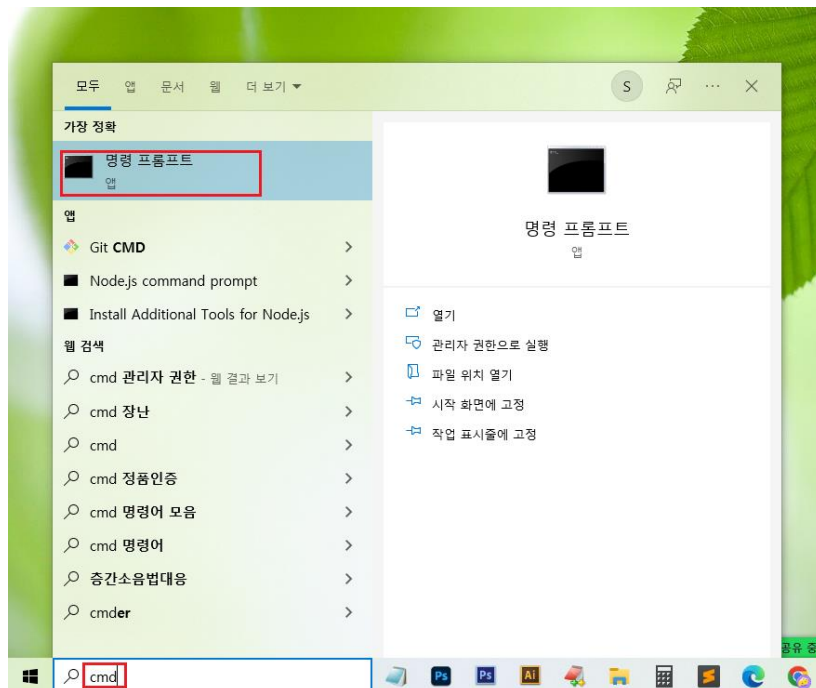 모두 앱 문서 웹 더 보기
S
가장 정확
명령 프롬프트
앱
앱
Git CMD
Node.js command prompt
Install Additional Tools for Node.js
웹 검색
cmd 관리자 권한 - 웹 결과 보기
cmd 장난
cmd
cmd 정품인증
cmd 명령어 모음
cmd 명령어
층간소음법대응
cmder
명령 프롬프트
앱
열기
관리자 권한으로 실행
파일 위치 열기
시작 화면에 고정
작업 표시줄에 고정
공유 중
cmd
Ps Ps Ai